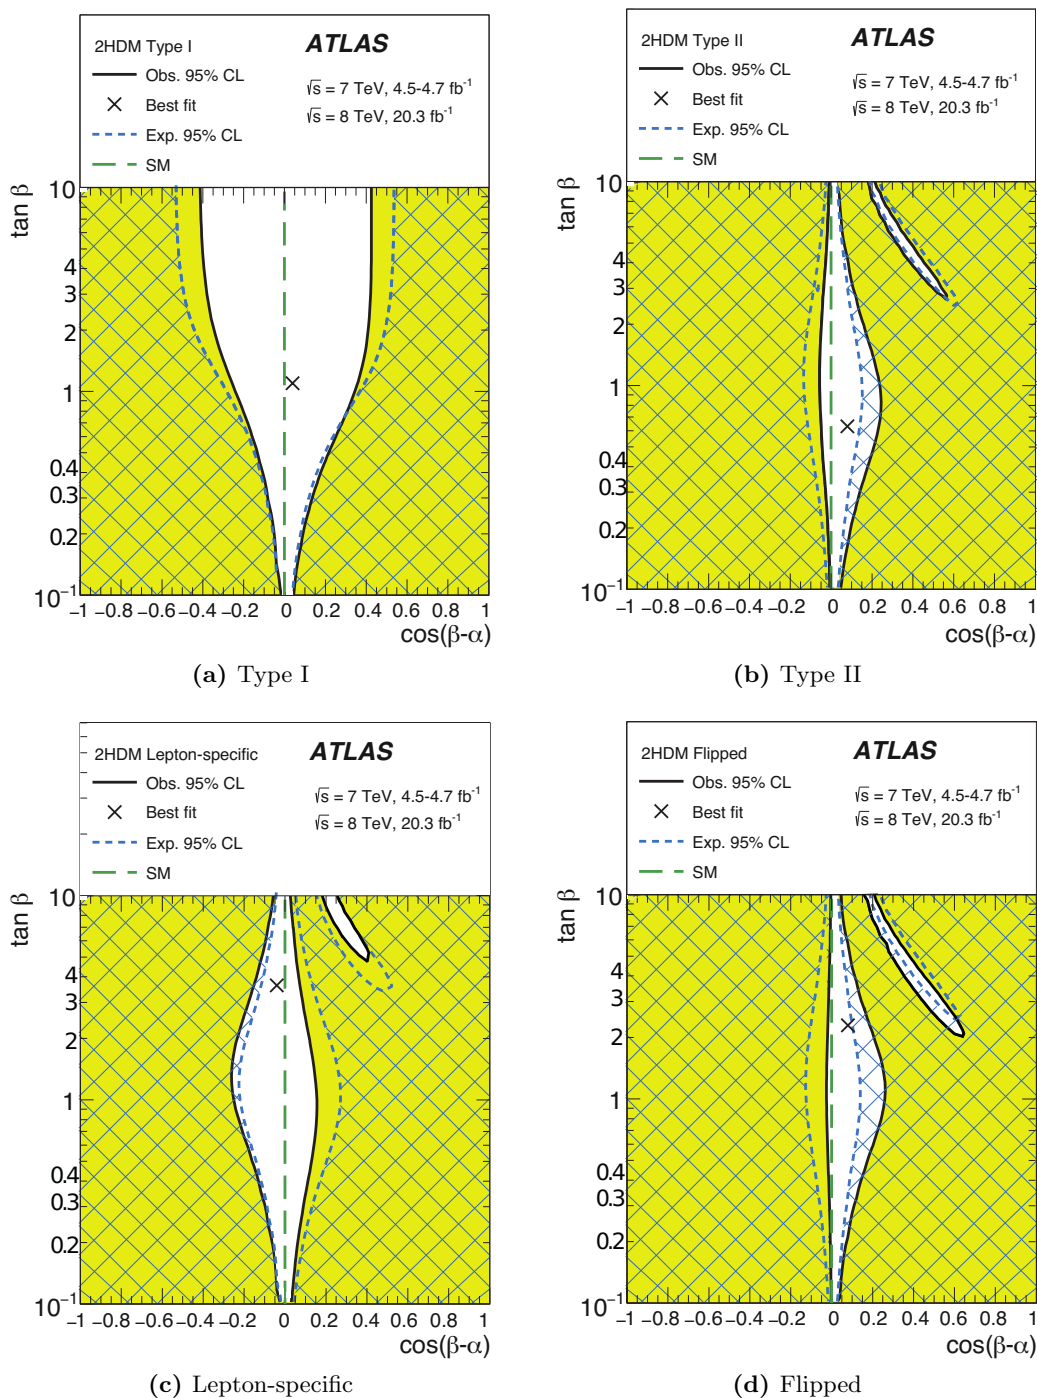 2HDM Type I
ATLAS
Obs. 95% CL
Best fit
Exp. 95% CL
SM
√s = 7 TeV, 4.5-4.7 fb⁻¹
√s = 8 TeV, 20.3 fb⁻¹
tan β
10
4
3
2
1
0.4
0.3
0.2
10⁻¹
−1 −0.8 −0.6 −0.4 −0.2 0 0.2 0.4 0.6 0.8 1
cos(β-α)
(a) Type I
2HDM Type II
ATLAS
Obs. 95% CL
Best fit
Exp. 95% CL
SM
√s = 7 TeV, 4.5-4.7 fb⁻¹
√s = 8 TeV, 20.3 fb⁻¹
tan β
10
4
3
2
1
0.4
0.3
0.2
10⁻¹
−1 −0.8 −0.6 −0.4 −0.2 0 0.2 0.4 0.6 0.8 1
cos(β-α)
(b) Type II
2HDM Lepton-specific
ATLAS
Obs. 95% CL
Best fit
Exp. 95% CL
SM
√s = 7 TeV, 4.5-4.7 fb⁻¹
√s = 8 TeV, 20.3 fb⁻¹
tan β
10
4
3
2
1
0.4
0.3
0.2
10⁻¹
−1 −0.8 −0.6 −0.4 −0.2 0 0.2 0.4 0.6 0.8 1
cos(β-α)
(c) Lepton-specific
2HDM Flipped
ATLAS
Obs. 95% CL
Best fit
Exp. 95% CL
SM
√s = 7 TeV, 4.5-4.7 fb⁻¹
√s = 8 TeV, 20.3 fb⁻¹
tan β
10
4
3
2
1
0.4
0.3
0.2
10⁻¹
−1 −0.8 −0.6 −0.4 −0.2 0 0.2 0.4 0.6 0.8 1
cos(β-α)
(d) Flipped